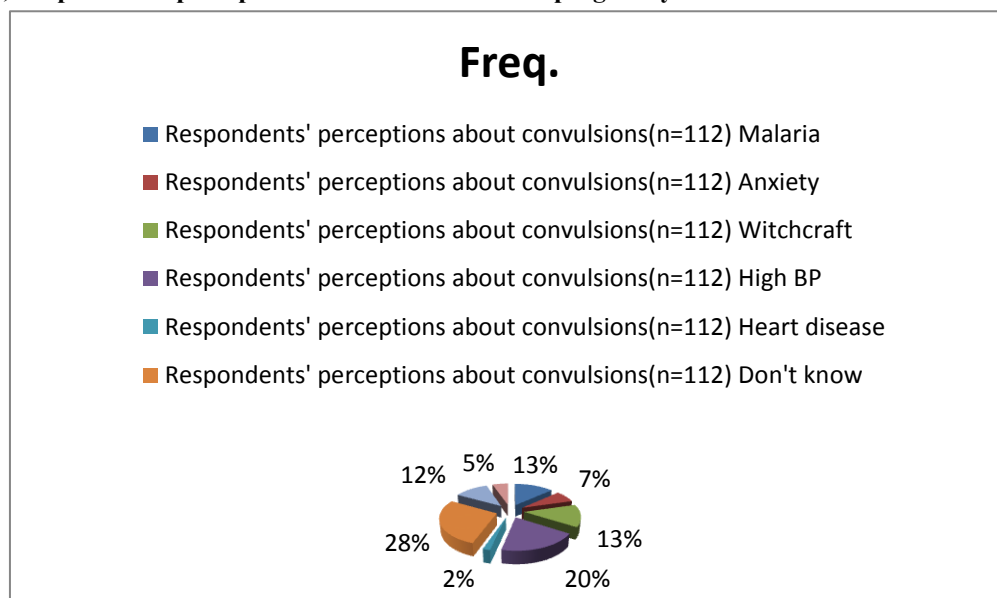 Freq.
Respondents' perceptions about convulsions(n=112) Malaria
Respondents' perceptions about convulsions(n=112) Anxiety
Respondents' perceptions about convulsions(n=112) Witchcraft
Respondents' perceptions about convulsions(n=112) High BP
Respondents' perceptions about convulsions(n=112) Heart disease
Respondents' perceptions about convulsions(n=112) Don't know
12% 5% 13% 7%
28% 13%
2% 20%